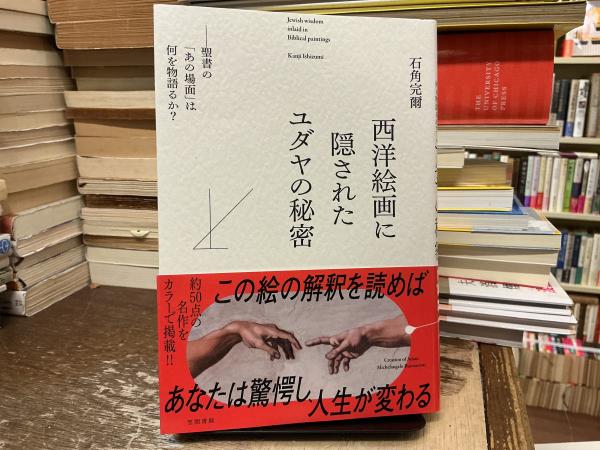 Jewish wisdom
inlaid in
Biblical paintings
Kanji Ishizumi
石角完爾
西洋絵画に
隠された
ユダヤの秘密
―聖書の
「あの場面」は
何を物語るか?
この絵の解釈を読めば
約50点の
名作を
カラーで掲載!!
Creation of Adam
Michelangelo Buonarroti
あなたは驚愕し、人生が変わる
笠間書院
THE
UNIVERSITY
OF CHICAGO
PRESS